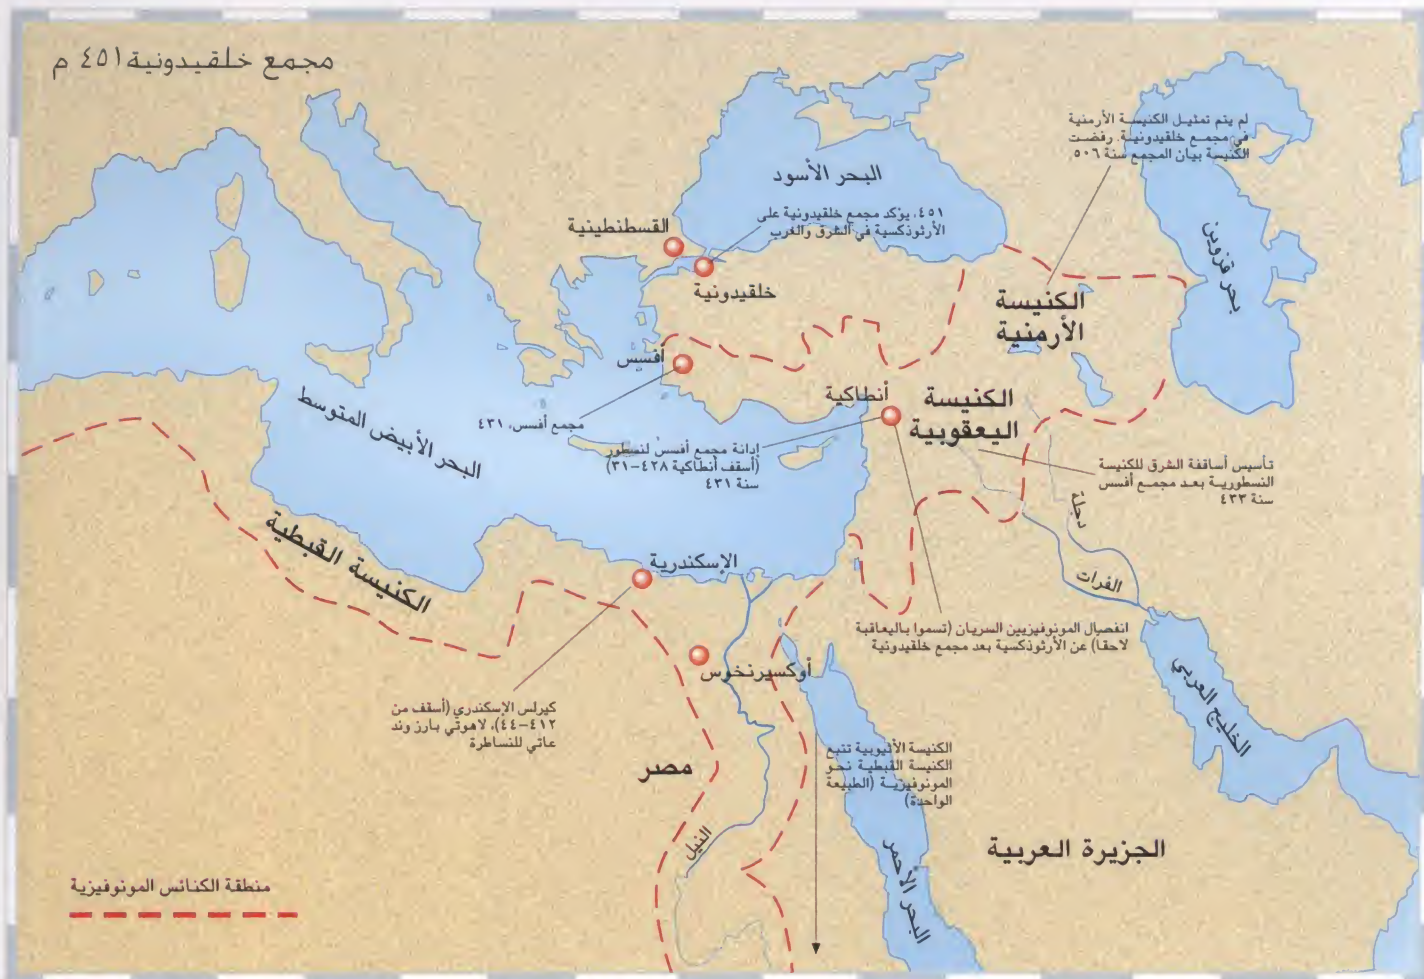 مجمع خلقيدونية ٤٥١ م
لم يتم تمثيل الكنيسة الأرمنية
في مجمع خلقيدونية. رفضت
الكنيسة بيان المجمع سنة ٥٠٦
البحر الأسود
٤٥١، يؤكد مجمع خلقيدونية على
الأرثوذكسية في الشرق والغرب
القسطنطينية
خلقيدونية
بحر قزوين
الكنيسة
الأرمنية
أفسس
أنطاكية
الكنيسة
اليعقوبية
مجمع أفسس، ٤٣١
البحر الأبيض المتوسط
إدانة مجمع أفسس لنسطور
(أسقف أنطاكية ٤٢٨–٣١)
سنة ٤٣١
تأسيس أساقفة الشرق للكنيسة
النسطورية بعد مجمع أفسس
سنة ٤٣٣
دجلة
الفرات
الكنيسة القبطية
الإسكندرية
انفصال المونوفيزيين السريان (تسموا باليعاقبة
لاحقا) عن الأرثوذكسية بعد مجمع خلقيدونية
أوكسيرنخوس
الخليج العربي
كيرلس الإسكندري (أسقف من
٤١٢–٤٤)، لاهوتي بارز وند
عاتي للنساطرة
مصر
الكنيسة الأثيوبية تتبع
الكنيسة القبطية نحو
المونوفيزية (الطبيعة
الواحدة)
النيل
البحر الأحمر
الجزيرة العربية
منطقة الكنائس المونوفيزية